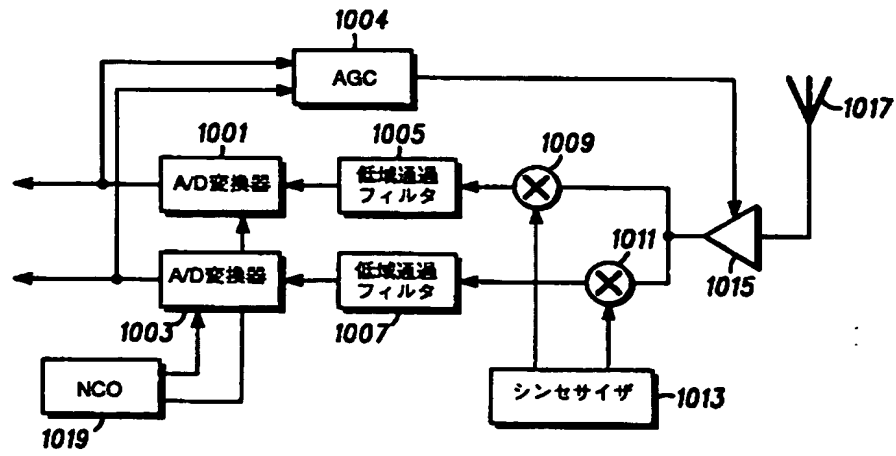 1004
AGC
1017
1001
A/D変換器
1005
低域通過
フィルタ
1009
1011
1015
A/D変換器
1003
低域通過
フィルタ
1007
NCO
1019
シンセサイザ
1013